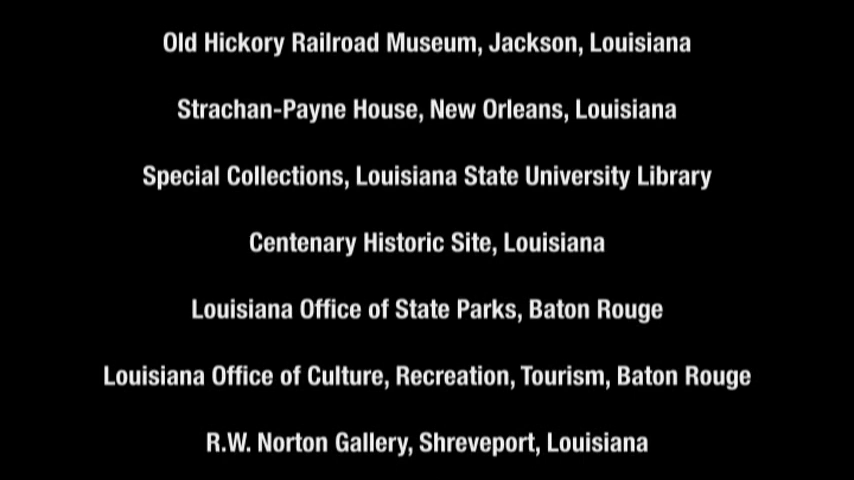 Old Hickory Railroad Museum, Jackson, Louisiana
Strachan-Payne House, New Orleans, Louisiana
Special Collections, Louisiana State University Library
Centenary Historic Site, Louisiana
Louisiana Office of State Parks, Baton Rouge
Louisiana Office of Culture, Recreation, Tourism, Baton Rouge
R.W. Norton Gallery, Shreveport, Louisiana